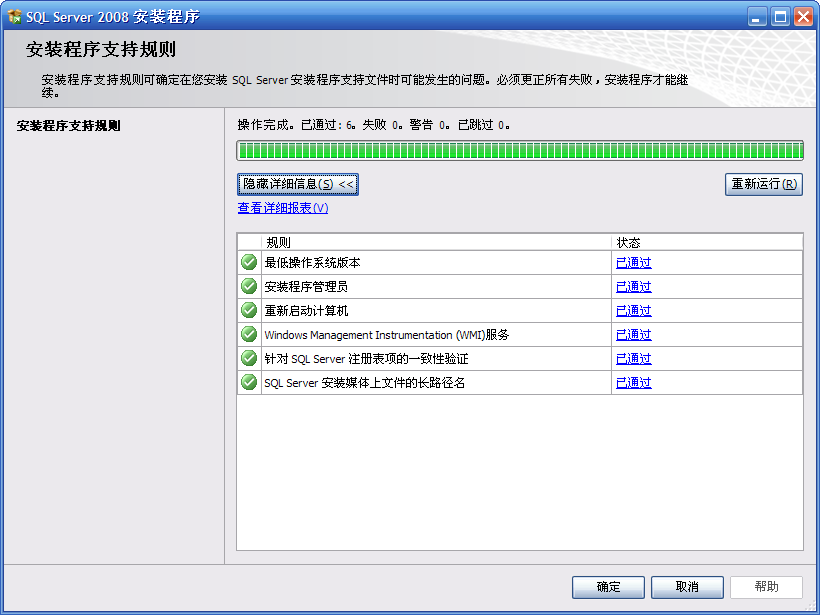 SQL Server 2008 安装程序
安装程序支持规则
安装程序支持规则可确定在您安装 SQL Server 安装程序支持文件时可能发生的问题。必须更正所有失败，安装程序才能继
续。
安装程序支持规则
操作完成。已通过: 6。失败 0。警告 0。已跳过 0。
隐藏详细信息(S) <<
重新运行(R)
查看详细报表(V)
规则 状态
最低操作系统版本 已通过
安装程序管理员 已通过
重新启动计算机 已通过
Windows Management Instrumentation (WMI)服务 已通过
针对 SQL Server 注册表项的一致性验证 已通过
SQL Server 安装媒体上文件的长路径名 已通过
确定 取消 帮助